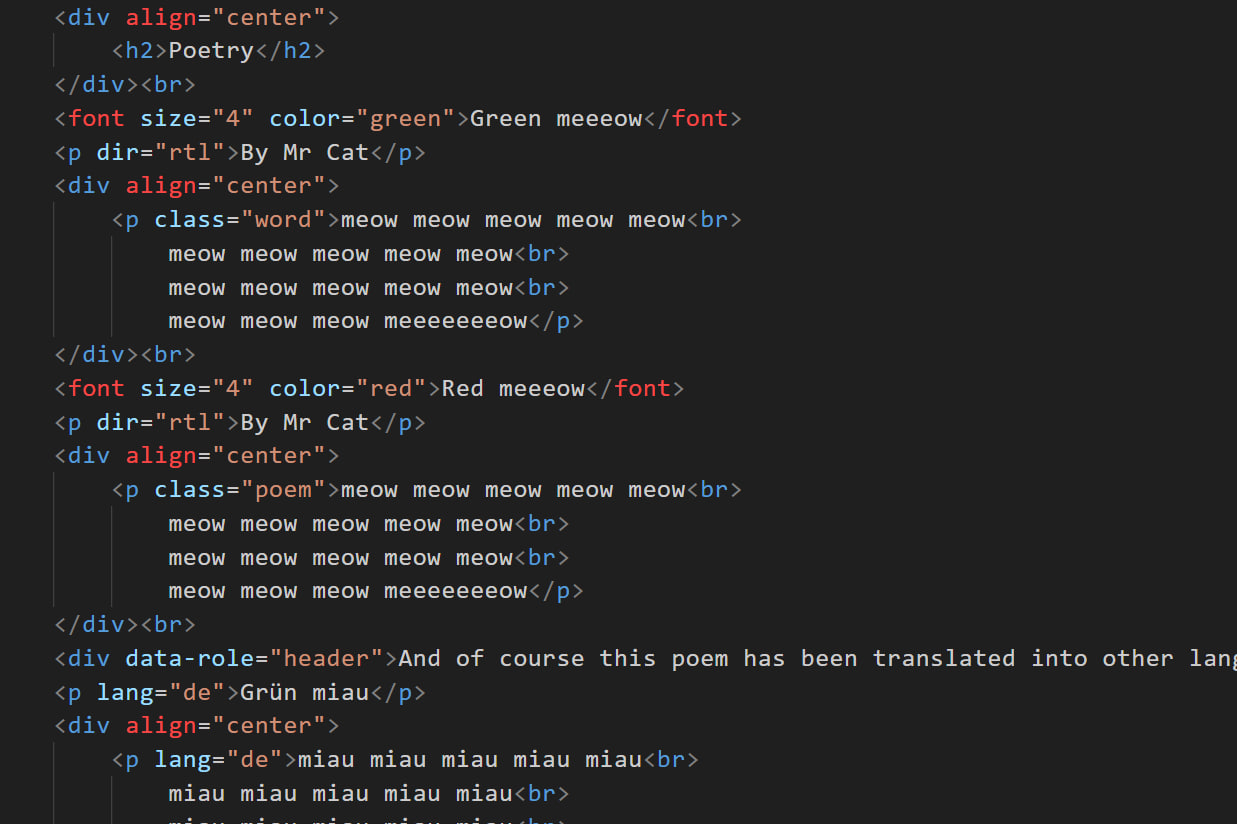 <div align="center">
<h2>Poetry</h2>
</div><br>
<font size="4" color="green">Green meeeow</font>
<p dir="rtl">By Mr Cat</p>
<div align="center">
<p class="word">meow meow meow meow meow<br>
meow meow meow meow meow<br>
meow meow meow meow meow<br>
meow meow meow meeeeeeeow</p>
</div><br>
<font size="4" color="red">Red meeeow</font>
<p dir="rtl">By Mr Cat</p>
<div align="center">
<p class="poem">meow meow meow meow meow<br>
meow meow meow meow meow<br>
meow meow meow meow meow<br>
meow meow meow meeeeeeeow</p>
</div><br>
<div data-role="header">And of course this poem has been translated into other lang
<p lang="de">Grün miau</p>
<div align="center">
<p lang="de">miau miau miau miau miau<br>
miau miau miau miau miau<br>